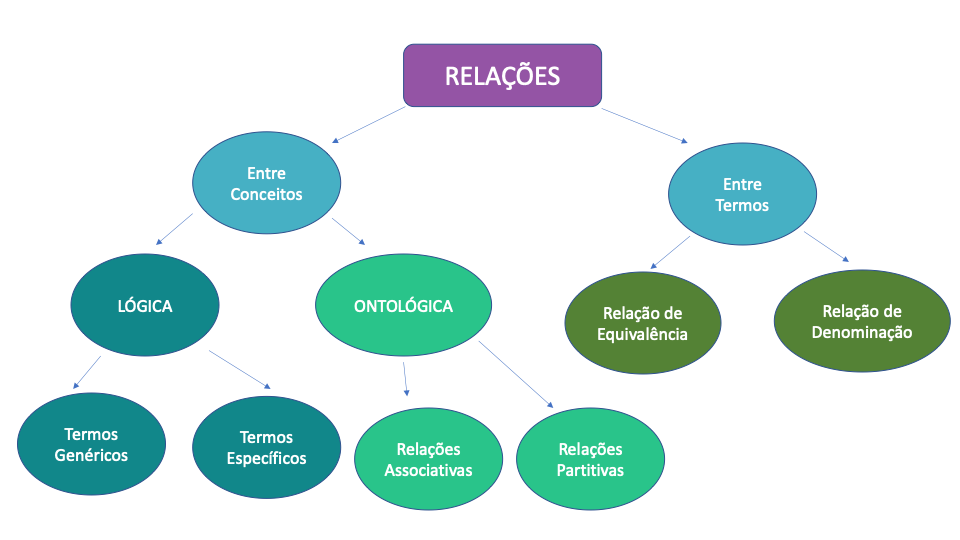 RELAÇÕES
Entre
Conceitos
Entre
Termos
LÓGICA
ONTOLÓGICA
Relação de
Equivalência
Relação de
Denominação
Termos
Genéricos
Termos
Específicos
Relações
Associativas
Relações
Partitivas